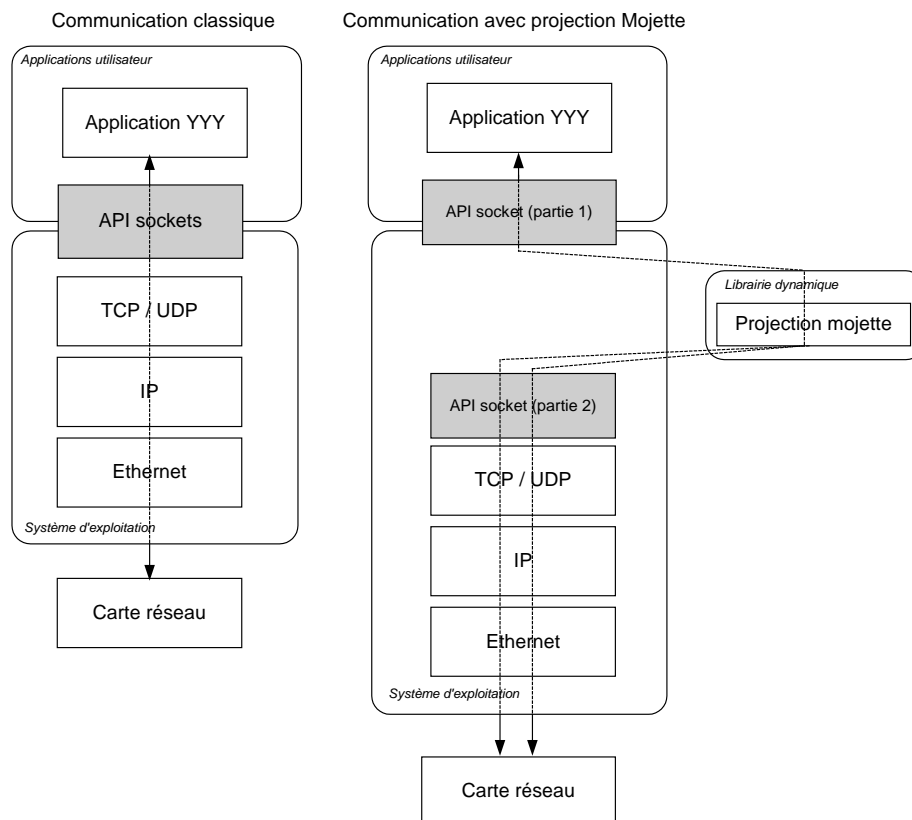 Communication classique
Applications utilisateur
Application YYY
API sockets
TCP / UDP
IP
Ethernet
Système d'exploitation
Carte réseau
Communication avec projection Mojette
Applications utilisateur
Application YYY
API socket (partie 1)
Librairie dynamique
Projection mojette
API socket (partie 2)
TCP / UDP
IP
Ethernet
Système d'exploitation
Carte réseau